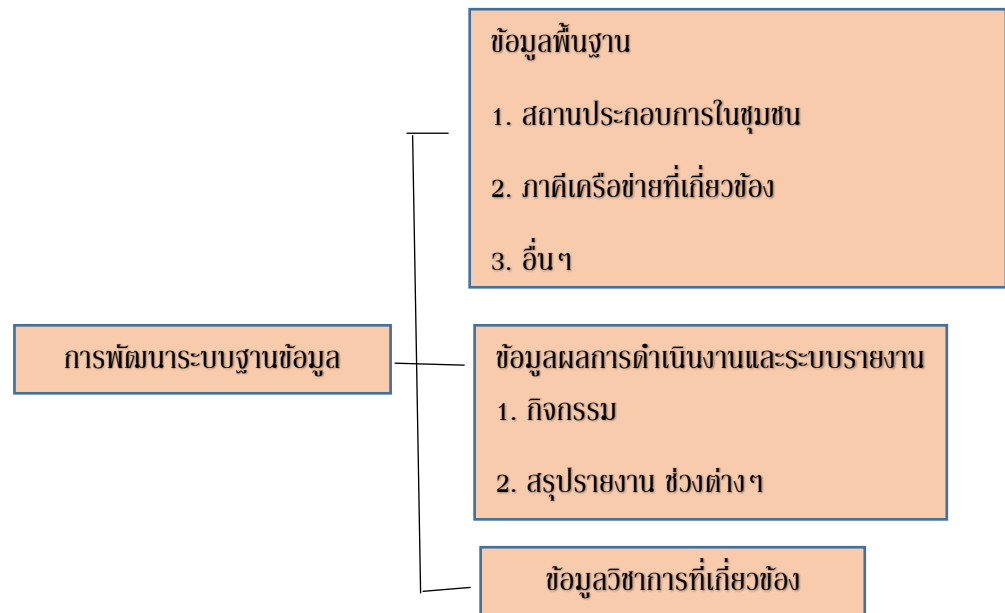 ข้อมูลพื้นฐาน
1. สถานประกอบการในชุมชน
2. ภาคีเครือข่ายที่เกี่ยวข้อง
3. อื่นๆ
การพัฒนาระบบฐานข้อมูล
ข้อมูลผลการดำเนินงานและระบบรายงาน
1. กิจกรรม
2. สรุปรายงาน ช่วงต่างๆ
ข้อมูลวิชาการที่เกี่ยวข้อง